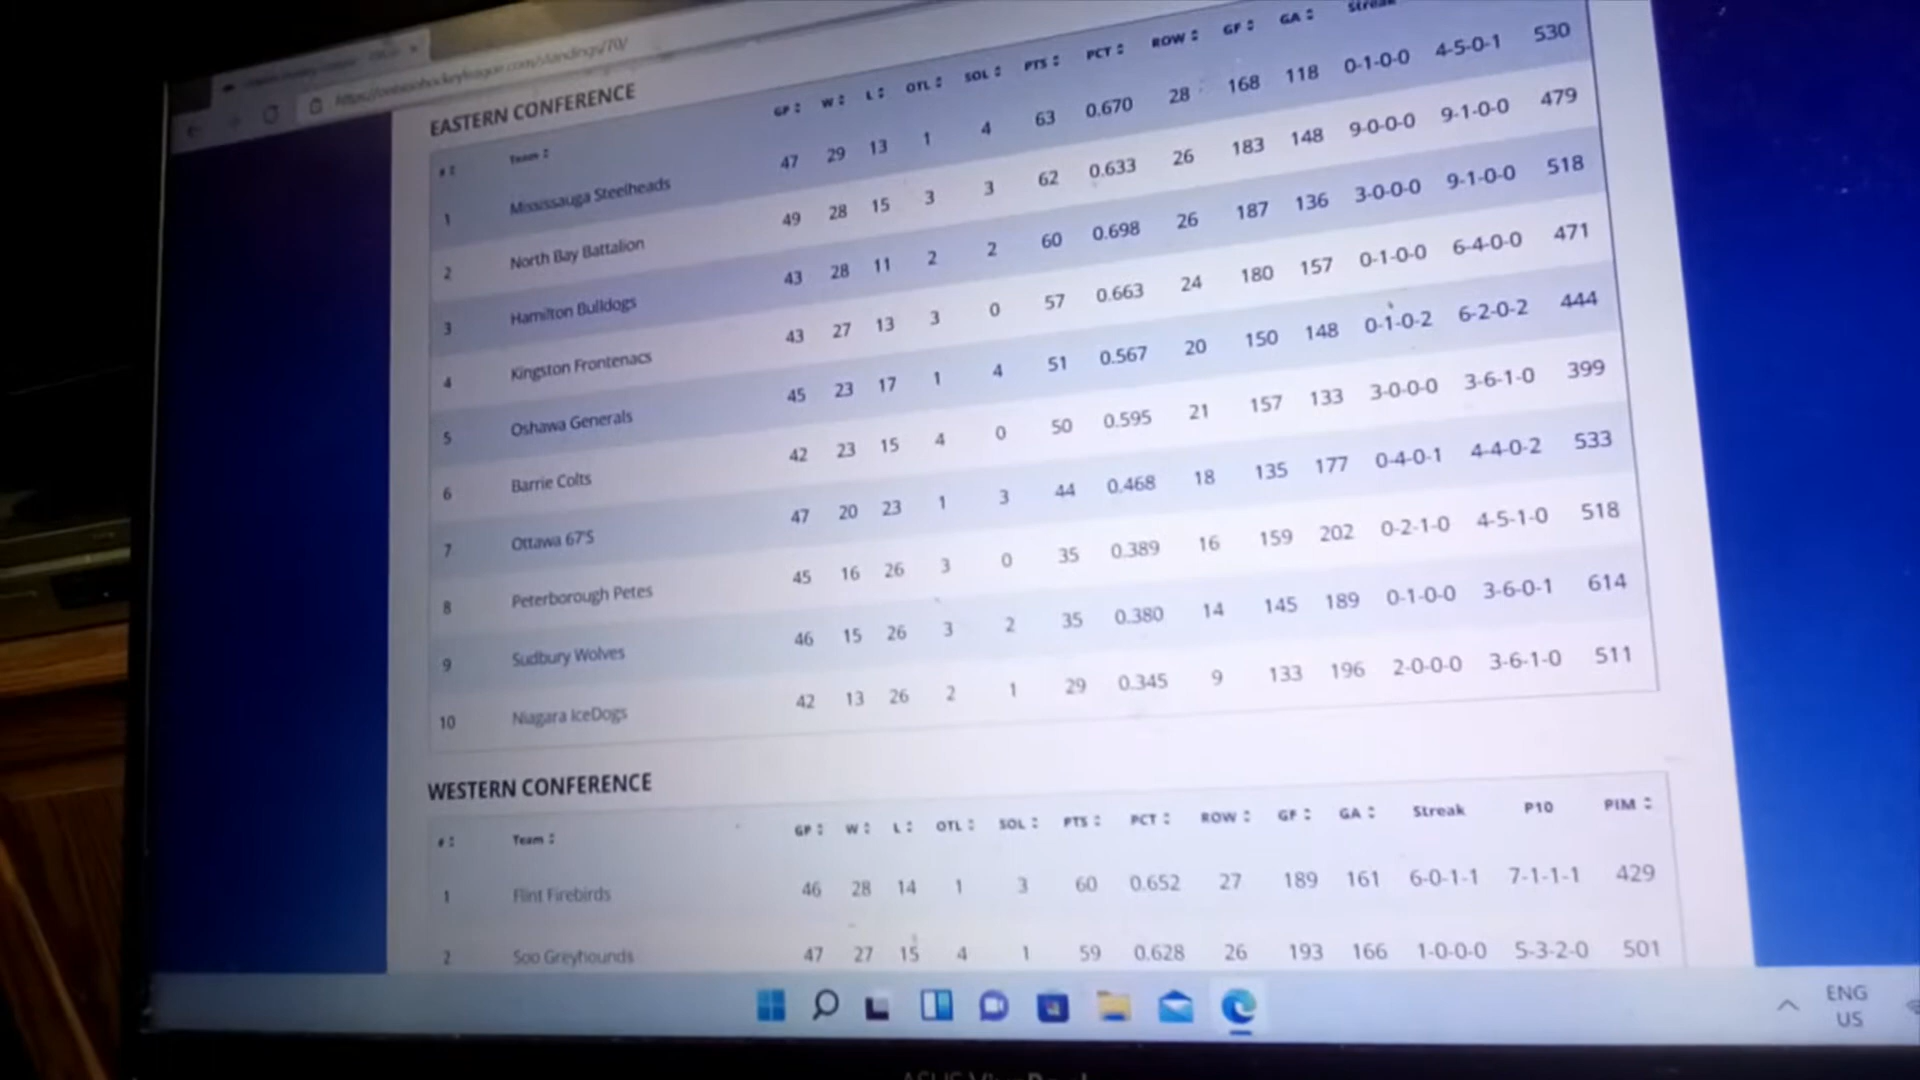 https://ontariohockeyleague.com/standings/70/
EASTERN CONFERENCE
# Team GP W L OTL SOL PTS PCT ROW GF GA Streak
1 Mississauga Steelheads 47 29 13 1 4 63 0.670 28 168 118 0-1-0-0 4-5-0-1 530
2 North Bay Battalion 49 28 15 3 3 62 0.633 26 183 148 9-0-0-0 9-1-0-0 479
3 Hamilton Bulldogs 43 28 11 2 2 60 0.698 26 187 136 3-0-0-0 9-1-0-0 518
4 Kingston Frontenacs 43 27 13 3 0 57 0.663 24 180 157 0-1-0-0 6-4-0-0 471
5 Oshawa Generals 45 23 17 1 4 51 0.567 20 150 148 0-1-0-2 6-2-0-2 444
6 Barrie Colts 42 23 15 4 0 50 0.595 21 157 133 3-0-0-0 3-6-1-0 399
7 Ottawa 67'S 47 20 23 1 3 44 0.468 18 135 177 0-4-0-1 4-4-0-2 533
8 Peterborough Petes 45 16 26 3 0 35 0.389 16 159 202 0-2-1-0 4-5-1-0 518
9 Sudbury Wolves 46 15 26 3 2 35 0.380 14 145 189 0-1-0-0 3-6-0-1 614
10 Niagara IceDogs 42 13 26 2 1 29 0.345 9 133 196 2-0-0-0 3-6-1-0 511
WESTERN CONFERENCE
# Team GP W L OTL SOL PTS PCT ROW GF GA Streak P10 PIM
1 Flint Firebirds 46 28 14 1 3 60 0.652 27 189 161 6-0-1-1 7-1-1-1 429
2 Soo Greyhounds 47 27 15 4 1 59 0.628 26 193 166 1-0-0-0 5-3-2-0 501
ENG
US